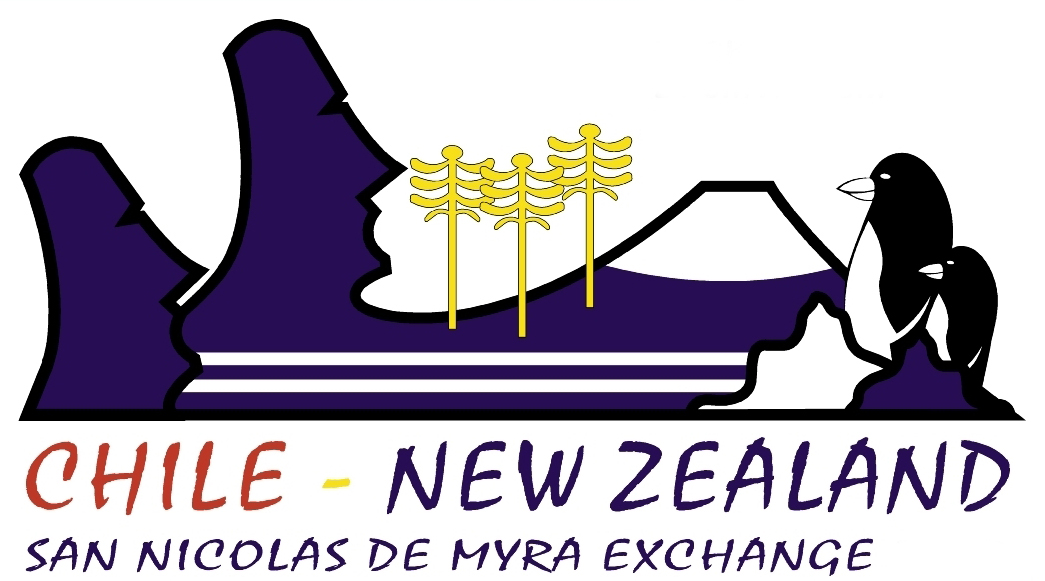 CHILE - NEW ZEALAND
SAN NICOLAS DE MYRA EXCHANGE